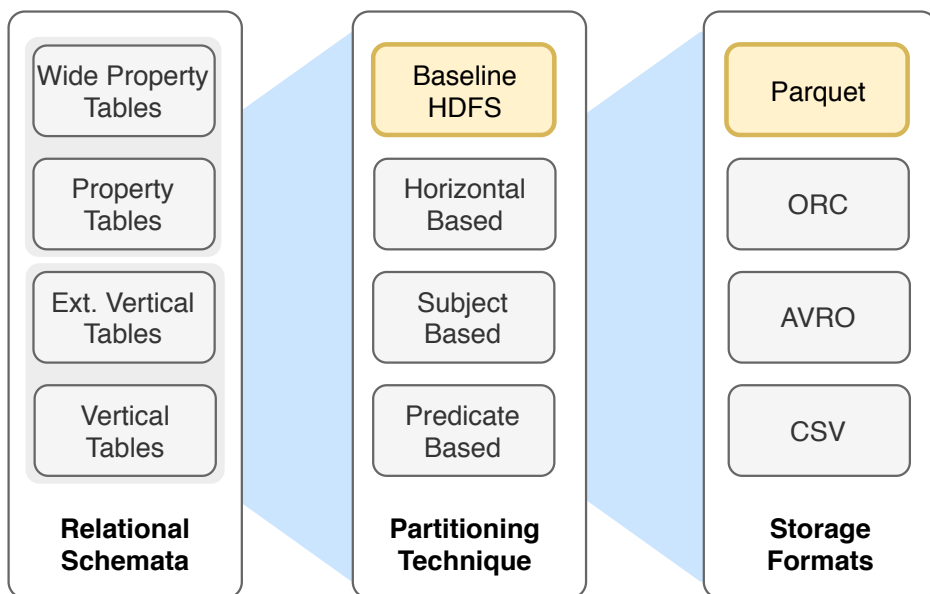 Wide Property
Tables
Property
Tables
Ext. Vertical
Tables
Vertical
Tables
Relational
Schemata
Baseline
HDFS
Horizontal
Based
Subject
Based
Predicate
Based
Partitioning
Technique
Parquet
ORC
AVRO
CSV
Storage
Formats